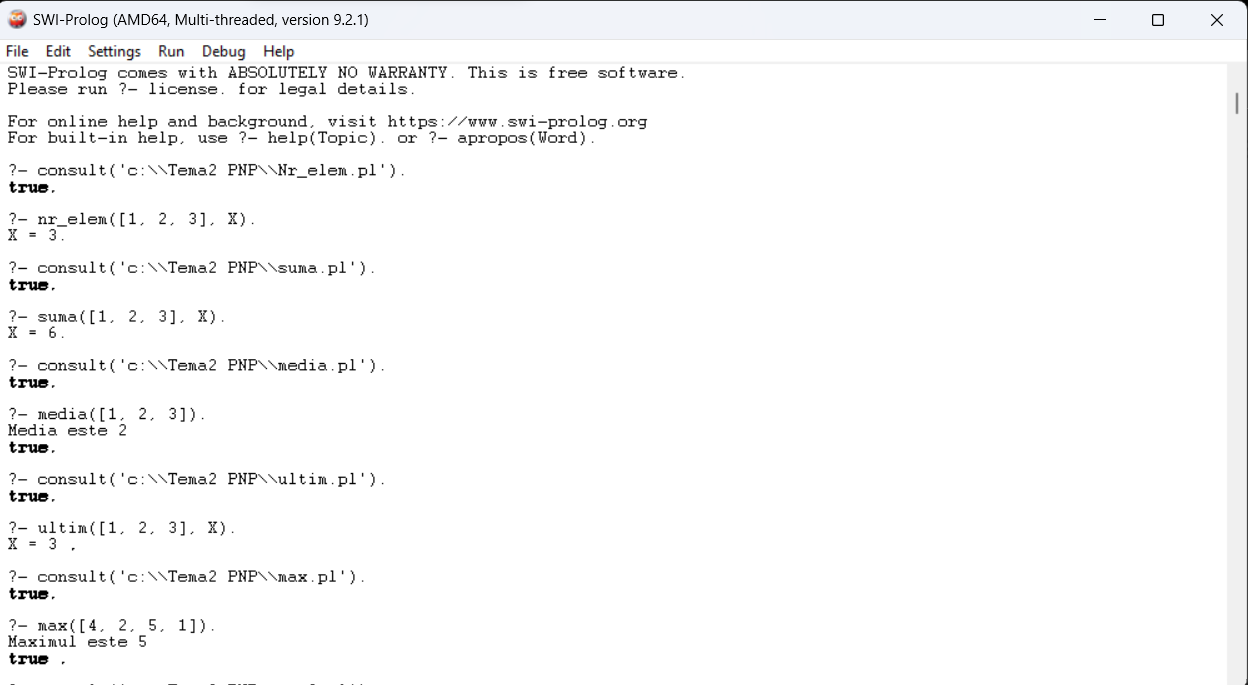 SWI-Prolog (AMD64, Multi-threaded, version 9.2.1)
File Edit Settings Run Debug Help
SWI-Prolog comes with ABSOLUTELY NO WARRANTY. This is free software.
Please run ?- license. for legal details.
For online help and background, visit https://www.swi-prolog.org
For built-in help, use ?- help(Topic). or ?- apropos(Word).
?- consult('c:\\Tema2 PNP\\Nr_elem.pl').
true.
?- nr_elem([1, 2, 3], X).
X = 3.
?- consult('c:\\Tema2 PNP\\suma.pl').
true.
?- suma([1, 2, 3], X).
X = 6.
?- consult('c:\\Tema2 PNP\\media.pl').
true.
?- media([1, 2, 3]).
Media este 2
true.
?- consult('c:\\Tema2 PNP\\ultim.pl').
true.
?- ultim([1, 2, 3], X).
X = 3 .
?- consult('c:\\Tema2 PNP\\max.pl').
true.
?- max([4, 2, 5, 1]).
Maximul este 5
true .